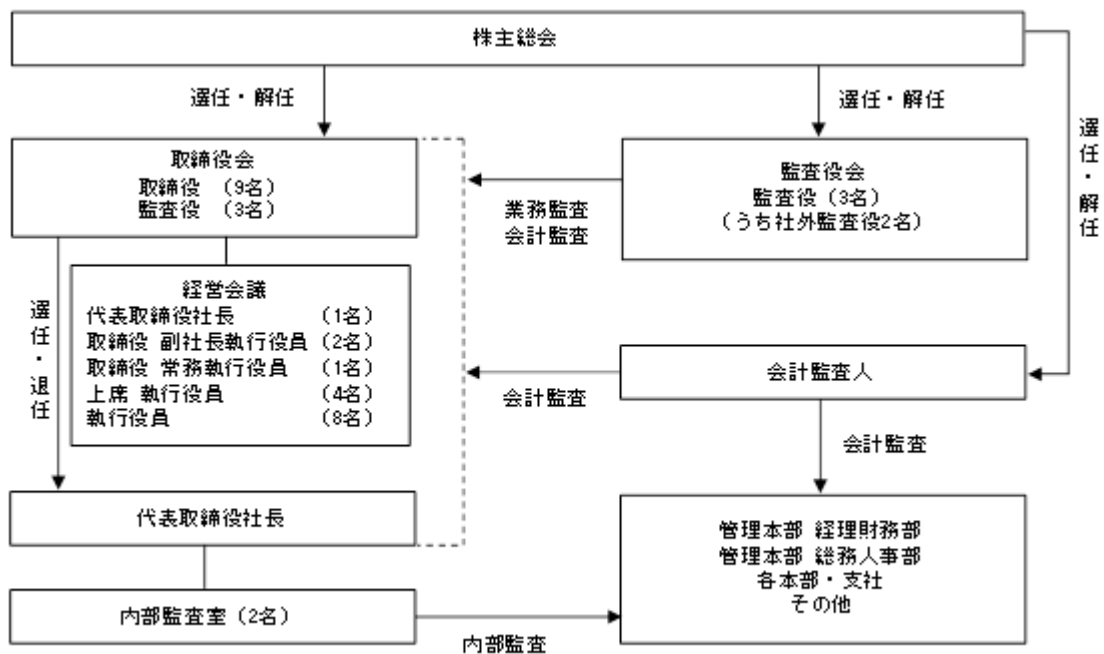 株主総会
選任・解任
選任・解任
選任・解任
取締役会
取締役 （9名）
監査役 （3名）
監査役会
監査役（3名）
（うち社外監査役2名）
業務監査
会計監査
経営会議
代表取締役社長 （1名）
取締役 副社長執行役員 （2名）
取締役 常務執行役員 （1名）
上席 執行役員 （4名）
執行役員 （8名）
選任・退任
会計監査人
会計監査
会計監査
代表取締役社長
管理本部 経理財務部
管理本部 総務人事部
各本部・支社
その他
内部監査室（2名）
内部監査